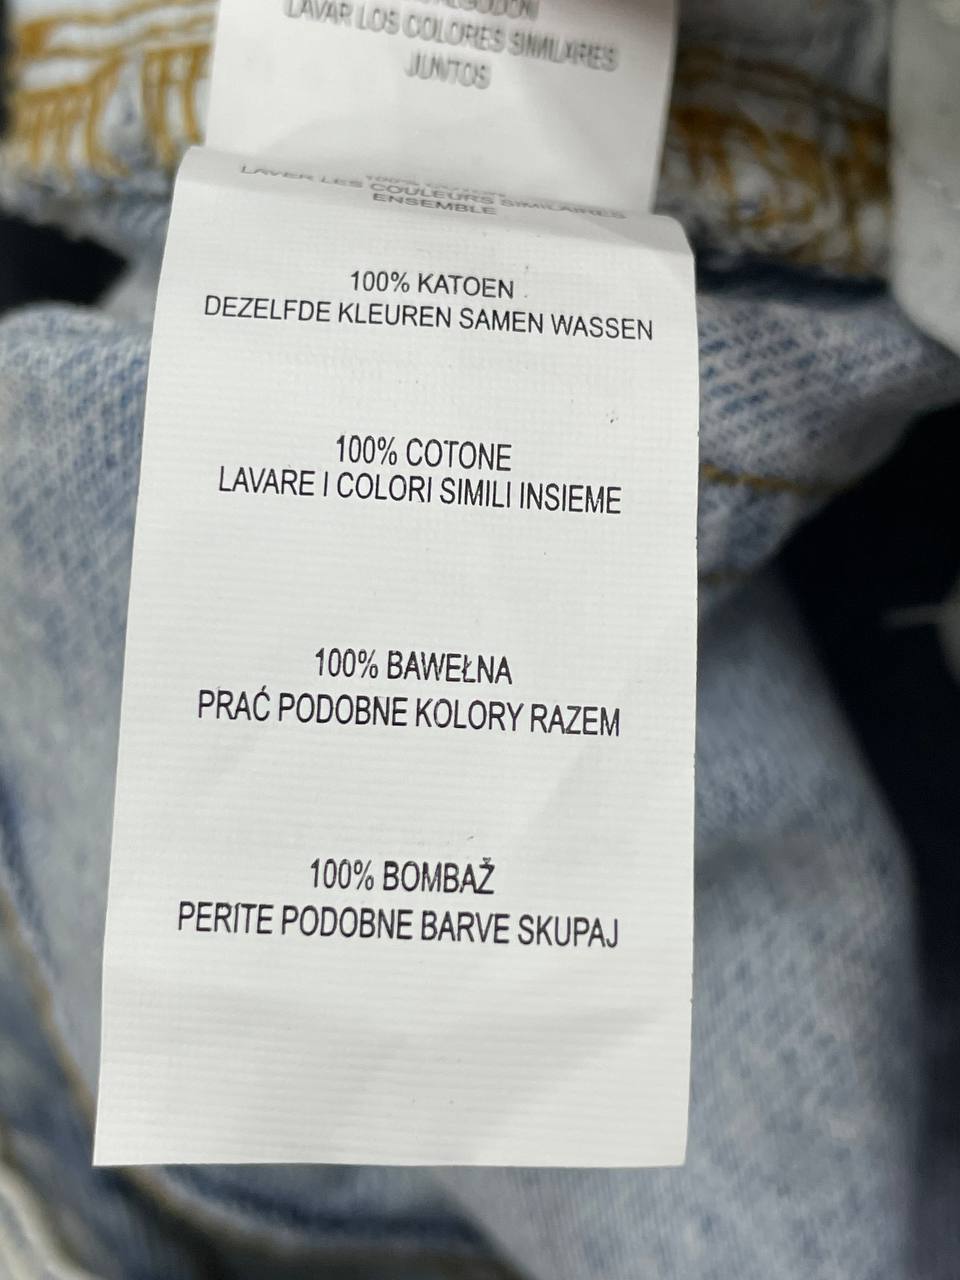 LAVAR LOS COLORES SIMILARES
JUNTOS
LAVER LES COULEURS SIMILAIRES
ENSEMBLE
100% KATOEN
DEZELFDE KLEUREN SAMEN WASSEN
100% COTONE
LAVARE I COLORI SIMILI INSIEME
100% BAWEŁNA
PRAĆ PODOBNE KOLORY RAZEM
100% BOMBAŽ
PERITE PODOBNE BARVE SKUPAJ